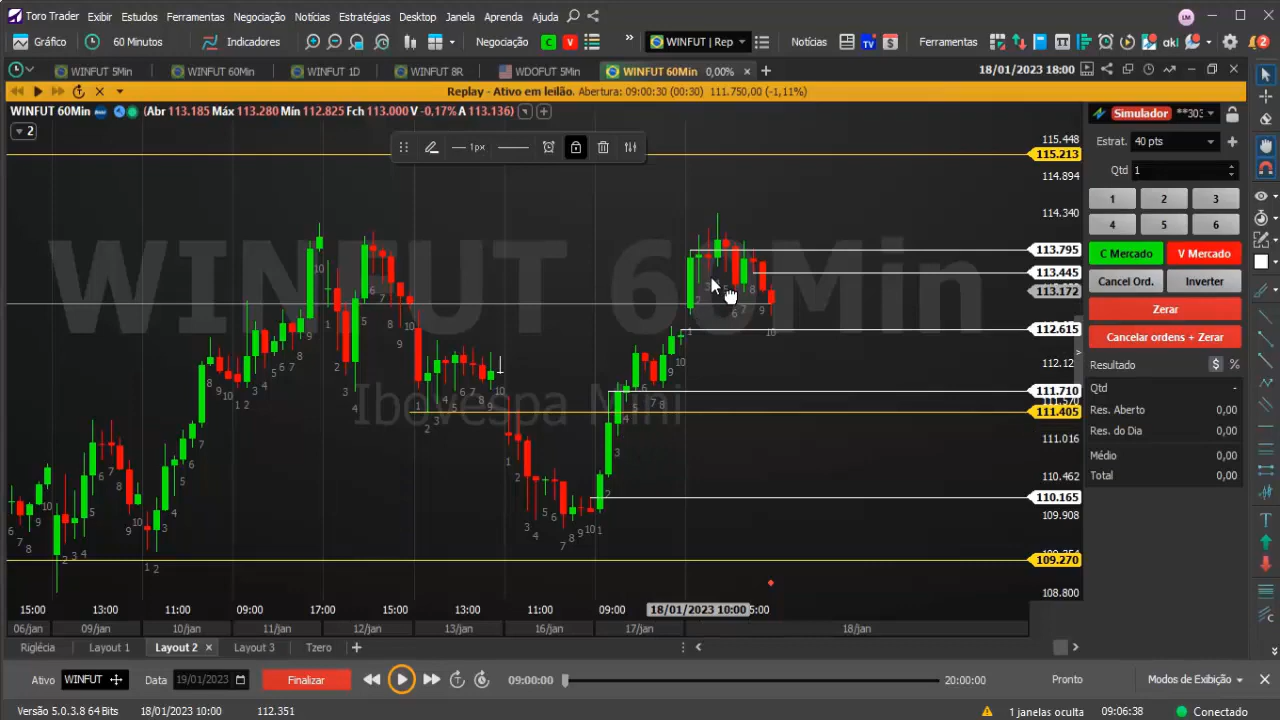 Toro Trader Exibir Estudos Ferramentas Negociação Notícias Estratégias Desktop Janela Aprenda Ajuda LM
Gráfico 60 Minutos Indicadores Negociação C V » WINFUT | Rep Notícias TV $ Ferramentas akl 2
WINFUT 5Min WINFUT 60Min WINFUT 1D WINFUT 8R WDOFUT 5Min WINFUT 60Min 0,00% × + 18/01/2023 18:00
Replay - Ativo em leilão. Abertura: 09:00:30 (00:30) 111.750,00 (-1,11%)
WINFUT 60Min (Abr 113.185 Máx 113.280 Min 112.825 Fch 113.000 V -0,17% A 113.136)
2
1px
Simulador **303
Estrat. 40 pts
Qtd 1
1 2 3
4 5 6
C Mercado V Mercado
Cancel Ord. Inverter
Zerar
Cancelar ordens + Zerar
Resultado $ %
Qtd -
Res. Aberto 0,00
Res. do Dia 0,00
Médio 0,00
Total 0,00
WINFUT 60Min
Ibovespa Mini
115.448
115.213
114.894
114.340
113.795
113.445
113.172
112.615
112.12
111.710
111.405
111.016
110.462
110.165
109.908
109.270
108.800
15:00 13:00 11:00 09:00 17:00 15:00 13:00 11:00 09:00 18/01/2023 10:00 5:00
06/jan 09/jan 10/jan 11/jan 12/jan 13/jan 16/jan 17/jan 18/jan
Riglécia Layout 1 Layout 2 × Layout 3 Tzero +
Ativo WINFUT Data 19/01/2023 Finalizar 09:00:00 20:00:00 Pronto Modos de Exibição
Versão 5.0.3.8 64 Bits 18/01/2023 10:00 112.351 1 janelas oculta 09:06:38 Conectado